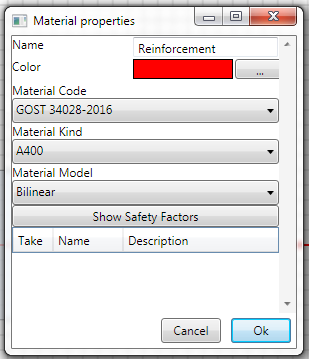 Material properties
Name Reinforcement
Color ...
Material Code
GOST 34028-2016
Material Kind
A400
Material Model
Bilinear
Show Safety Factors
Take Name Description
Cancel Ok